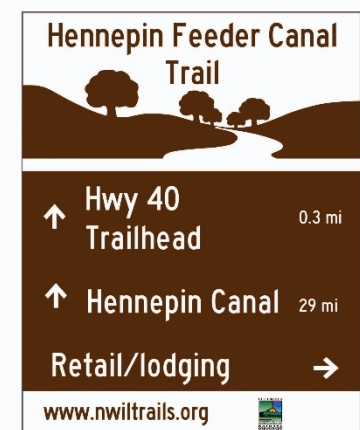 Hennepin Feeder Canal
Trail
↑ Hwy 40 0.3 mi
Trailhead
↑ Hennepin Canal 29 mi
Retail/lodging →
www.nwiltrails.org